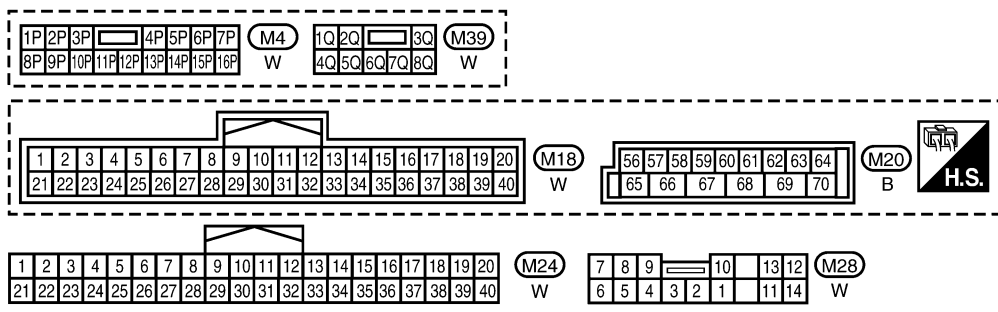 1P 2P 3P 4P 5P 6P 7P M4
8P 9P 10P 11P 12P 13P 14P 15P 16P W
1Q 2Q 3Q M39
4Q 5Q 6Q 7Q 8Q W
1 2 3 4 5 6 7 8 9 10 11 12 13 14 15 16 17 18 19 20 M18
21 22 23 24 25 26 27 28 29 30 31 32 33 34 35 36 37 38 39 40 W
56 57 58 59 60 61 62 63 64 M20
65 66 67 68 69 70 B
H.S.
1 2 3 4 5 6 7 8 9 10 11 12 13 14 15 16 17 18 19 20 M24
21 22 23 24 25 26 27 28 29 30 31 32 33 34 35 36 37 38 39 40 W
7 8 9 10 13 12 M28
6 5 4 3 2 1 11 14 W